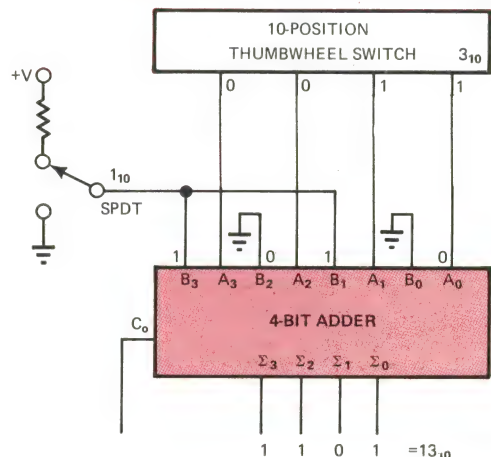 10-POSITION
THUMBWHEEL SWITCH 3₁₀
+V
0 0 1 1
1₁₀
SPDT
1 0 1 0
B₃ A₃ B₂ A₂ B₁ A₁ B₀ A₀
C₀
4-BIT ADDER
Σ₃ Σ₂ Σ₁ Σ₀
1 1 0 1 =13₁₀